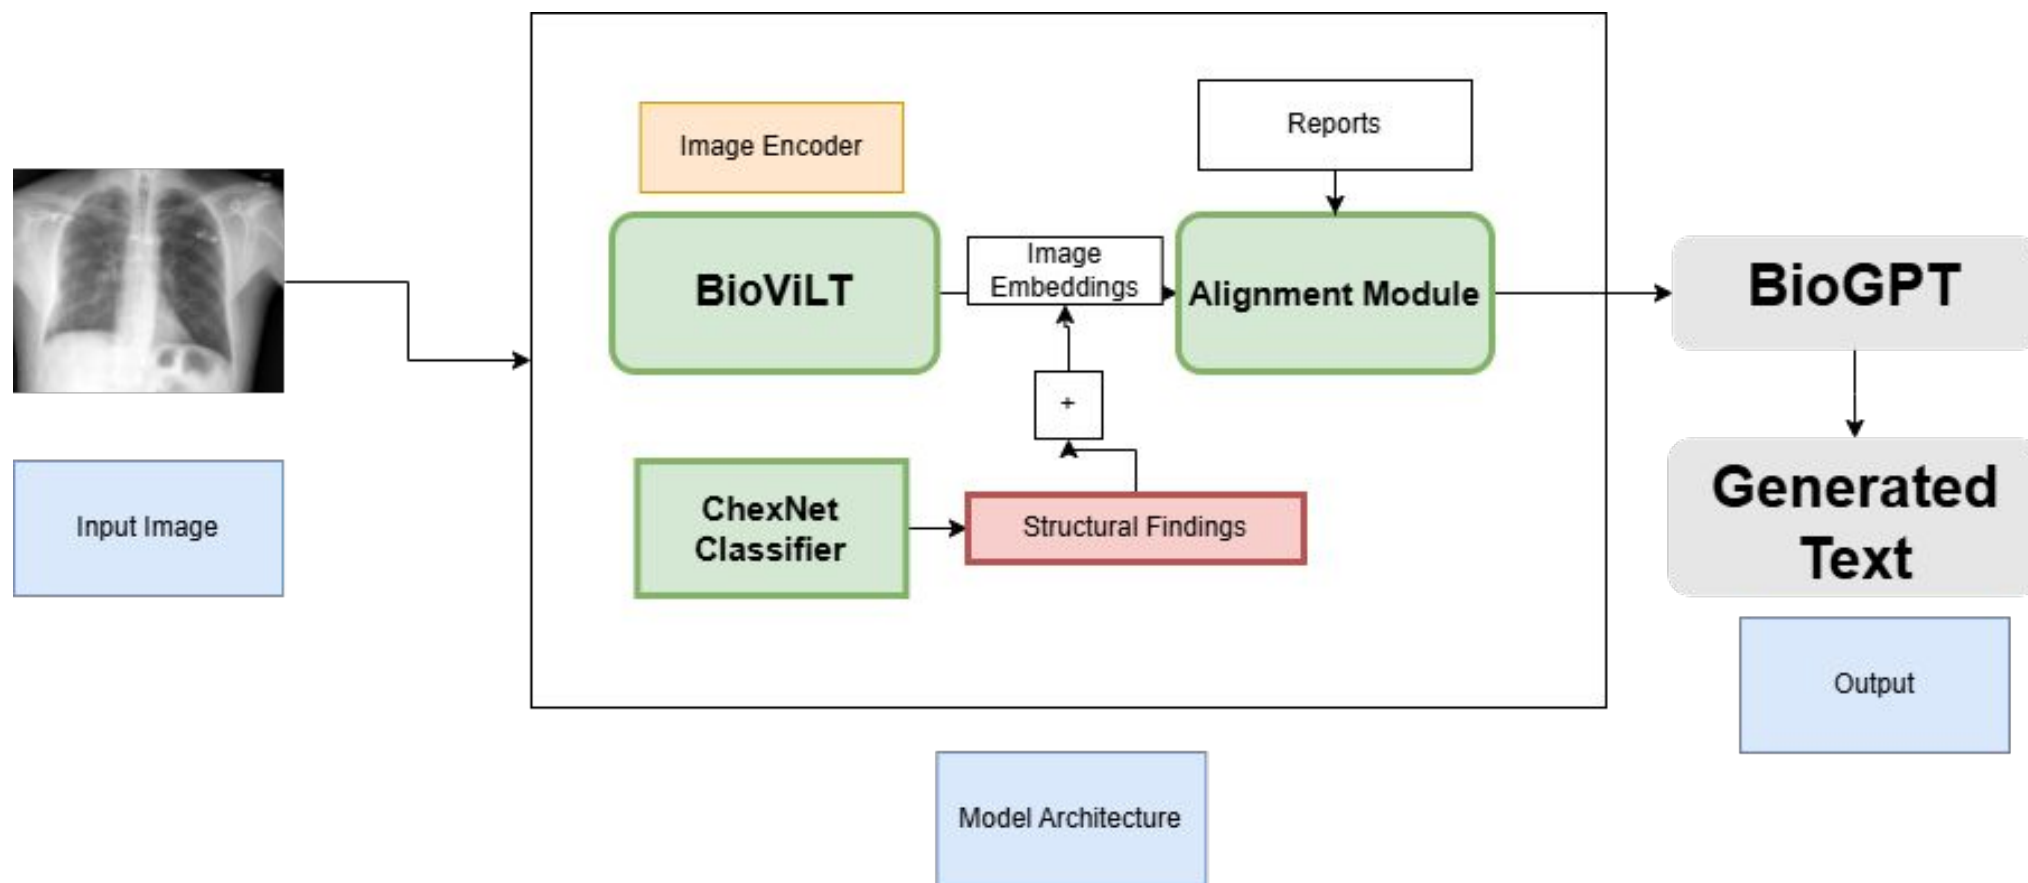 Image Encoder
Reports
BioViLT
Image
Embeddings
Alignment Module
BioGPT
+
ChexNet
Classifier
Structural Findings
Generated
Text
Input Image
Output
Model Architecture